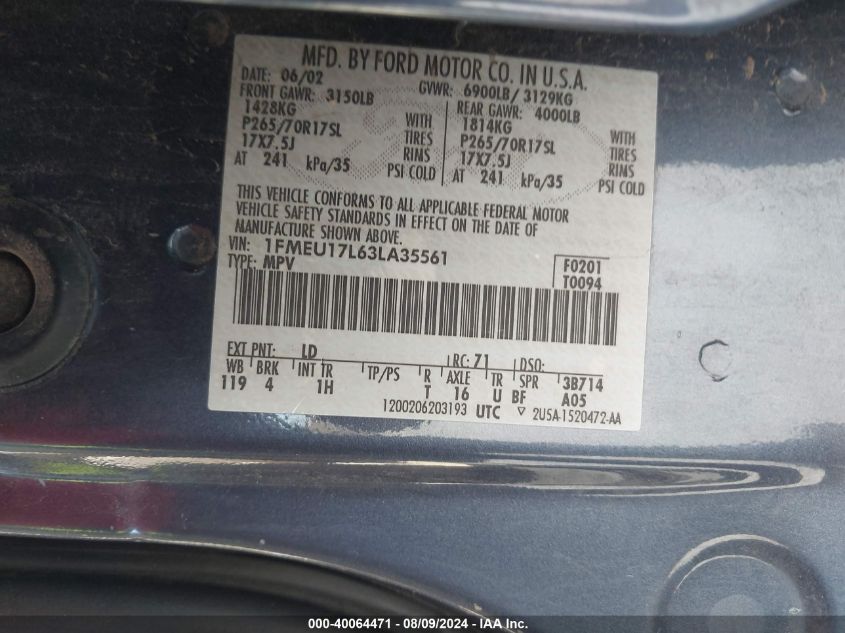 MFD. BY FORD MOTOR CO. IN U.S.A.
DATE: 06/02 GVWR: 6900LB/ 3129KG
FRONT GAWR: 3150LB REAR GAWR: 4000LB
1428KG WITH 1814KG WITH
P265/70R17SL TIRES P265/70R17SL TIRES
17X7.5J RIMS 17X7.5J RIMS
AT 241 kPa/35 PSI COLD AT 241 kPa/35 PSI COLD
THIS VEHICLE CONFORMS TO ALL APPLICABLE FEDERAL MOTOR
VEHICLE SAFETY STANDARDS IN EFFECT ON THE DATE OF
MANUFACTURE SHOWN ABOVE.
VIN: 1FMEU17L63LA35561
TYPE: MPV F0201
T0094
EXT PNT: LD RC: 71 DSO:
WB BRK INT TR TP/PS R AXLE TR SPR 3B714
119 4 1H T 16 U BF A05
1200206203193 UTC ▽ 2U5A-1520472-AA
000-40064471 - 08/09/2024 - IAAI.com